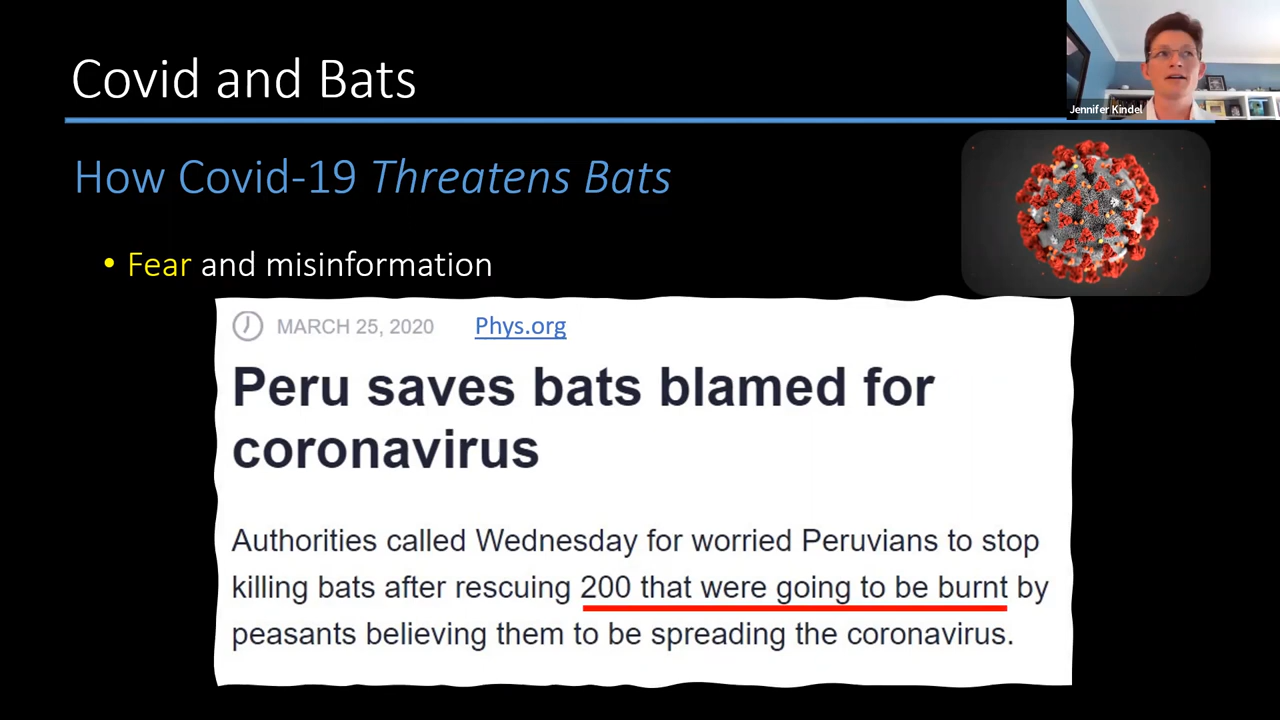 Covid and Bats
Jennifer Kindel
How Covid-19 Threatens Bats
• Fear and misinformation
MARCH 25, 2020 Phys.org
Peru saves bats blamed for
coronavirus
Authorities called Wednesday for worried Peruvians to stop
killing bats after rescuing 200 that were going to be burnt by
peasants believing them to be spreading the coronavirus.